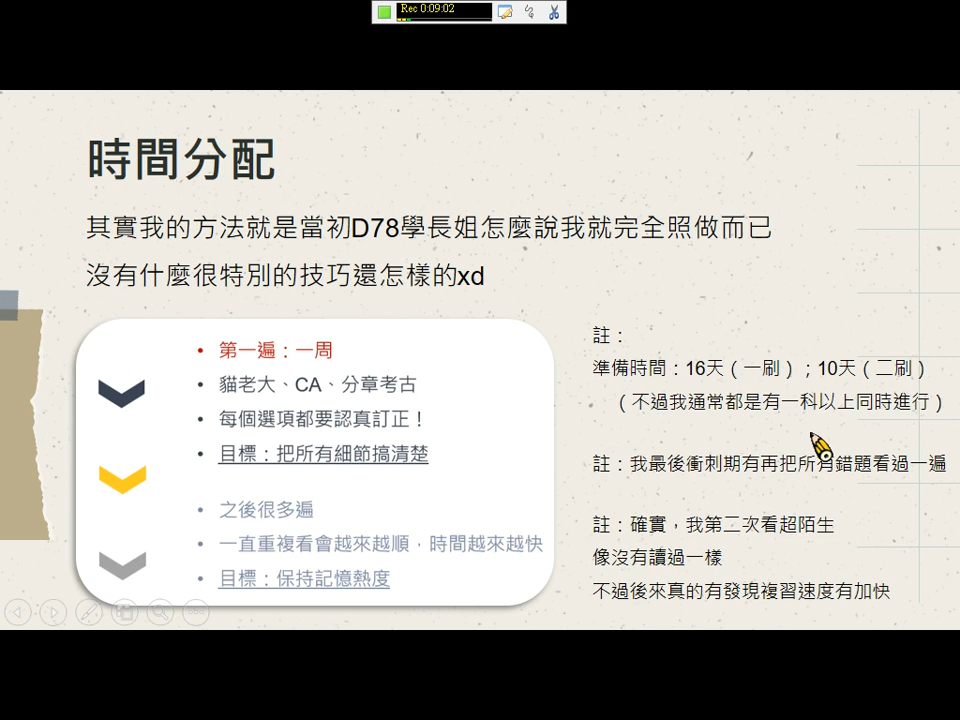 Rec 0:09:02
時間分配
其實我的方法就是當初D78學長姐怎麼說我就完全照做而已
沒有什麼很特別的技巧還怎樣的xd
• 第一遍：一周
• 貓老大、CA、分章考古
• 每個選項都要認真訂正！
• 目標：把所有細節搞清楚
• 之後很多遍
• 一直重複看會越來越順，時間越來越快
• 目標：保持記憶熱度
註：
準備時間：16天（一刷）；10天（二刷）
（不過我通常都是有一科以上同時進行）
註：我最後衝刺期有再把所有錯題看過一遍
註：確實，我第二次看超陌生
像沒有讀過一樣
不過後來真的有發現複習速度有加快